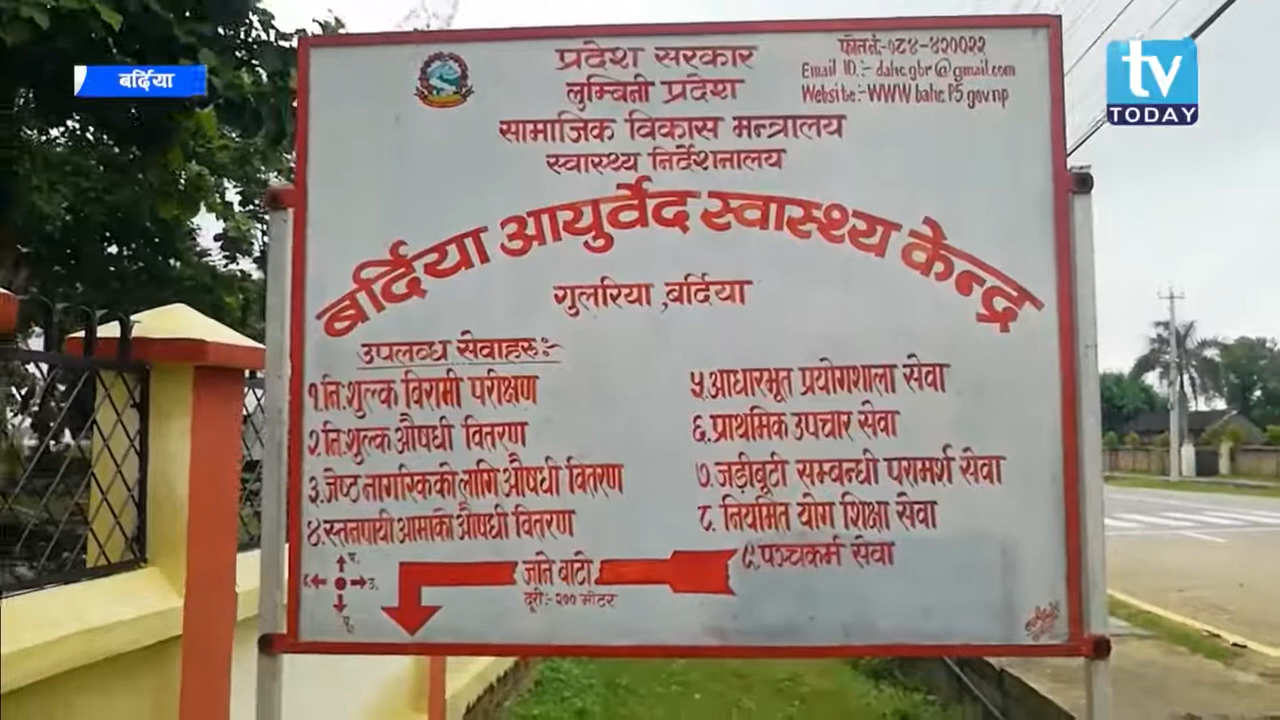 बर्दिया
tv
TODAY
प्रदेश सरकार
लुम्बिनी प्रदेश
सामाजिक विकास मन्त्रालय
स्वास्थ्य निर्देशनालय
फोन नं.-०८४-४२००२२
Email ID.:- dahc.gbr@gmail.com
Website:-WWW.bahc.P5.gov.np
बर्दिया आयुर्वेद स्वास्थ्य केन्द्र
गुलरिया ,बर्दिया
उपलव्ध सेवाहरु:-
१.नि:शुल्क विरामी परीक्षण
२.नि:शुल्क औषधी वितरण
३.जेष्ठ नागरिकको लागि औषधी वितरण
४.स्तनपायी आमाको औषधी वितरण
५.आधारभूत प्रयोगशाला सेवा
६.प्राथमिक उपचार सेवा
७.जडीबूटी सम्बन्धी परामर्श सेवा
८. नियमित योग शिक्षा सेवा
९.पञ्चकर्म सेवा
जाने बाटो
दूरी:- २०० मीटर
प.
द.
उ.
पू.